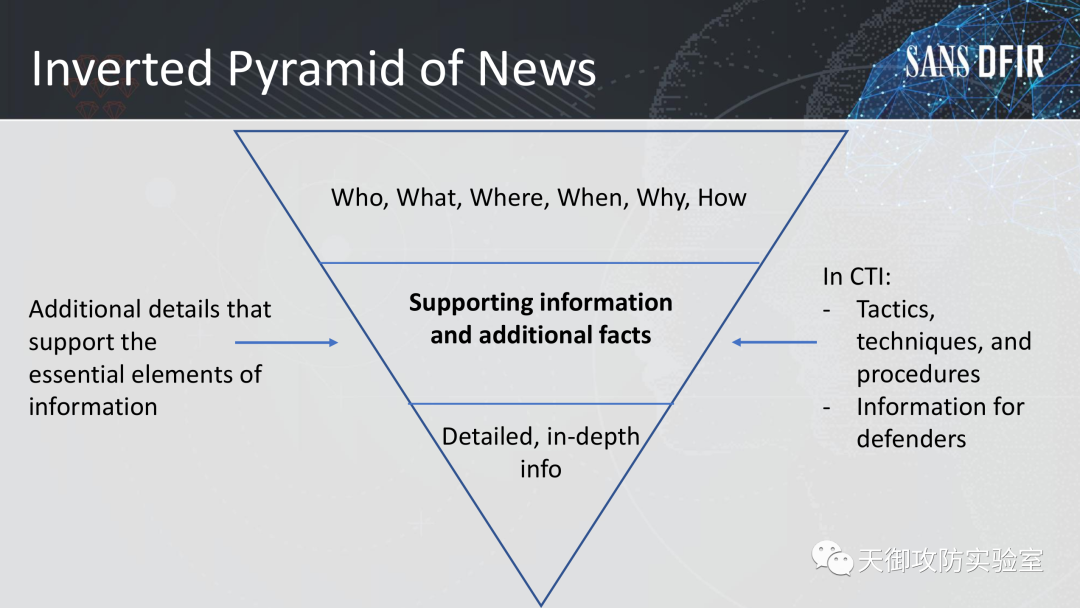 Inverted Pyramid of News
SANS DFIR
Who, What, Where, When, Why, How
Additional details that
support the
essential elements of
information
Supporting information
and additional facts
In CTI:
- Tactics,
techniques, and
procedures
- Information for
defenders
Detailed, in-depth
info
天御攻防实验室